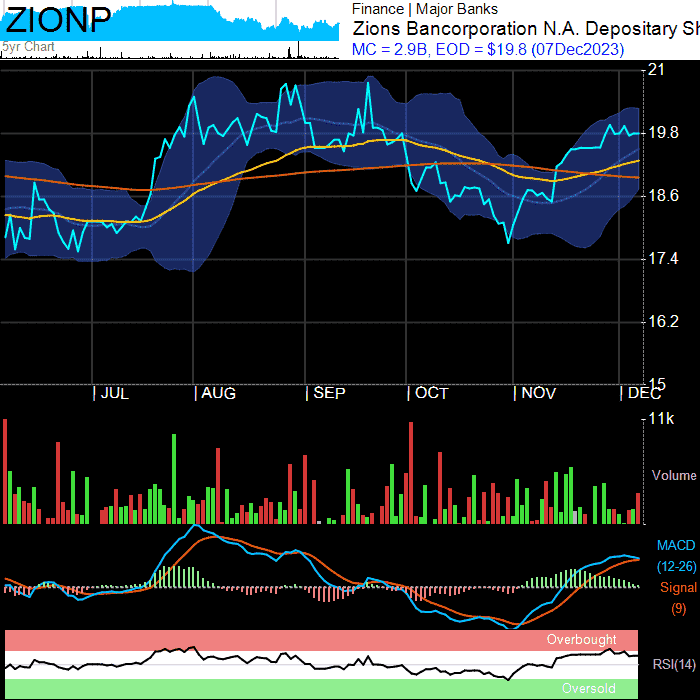 ZIONP
5yr Chart
Finance | Major Banks
Zions Bancorporation N.A. Depositary Sh
MC = 2.9B, EOD = $19.8 (07Dec2023)
21
19.8
18.6
17.4
16.2
15
| JUL | AUG | SEP | OCT | NOV | DEC
11k
Volume
MACD
(12-26)
Signal
(9)
Overbought
RSI(14)
Oversold